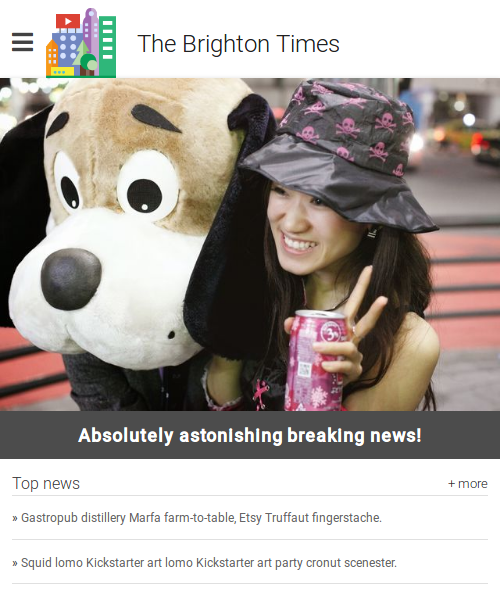 The Brighton Times
Absolutely astonishing breaking news!
Top news
+ more
» Gastropub distillery Marfa farm-to-table, Etsy Truffaut fingerstache.
» Squid lomo Kickstarter art lomo Kickstarter art party cronut scenester.